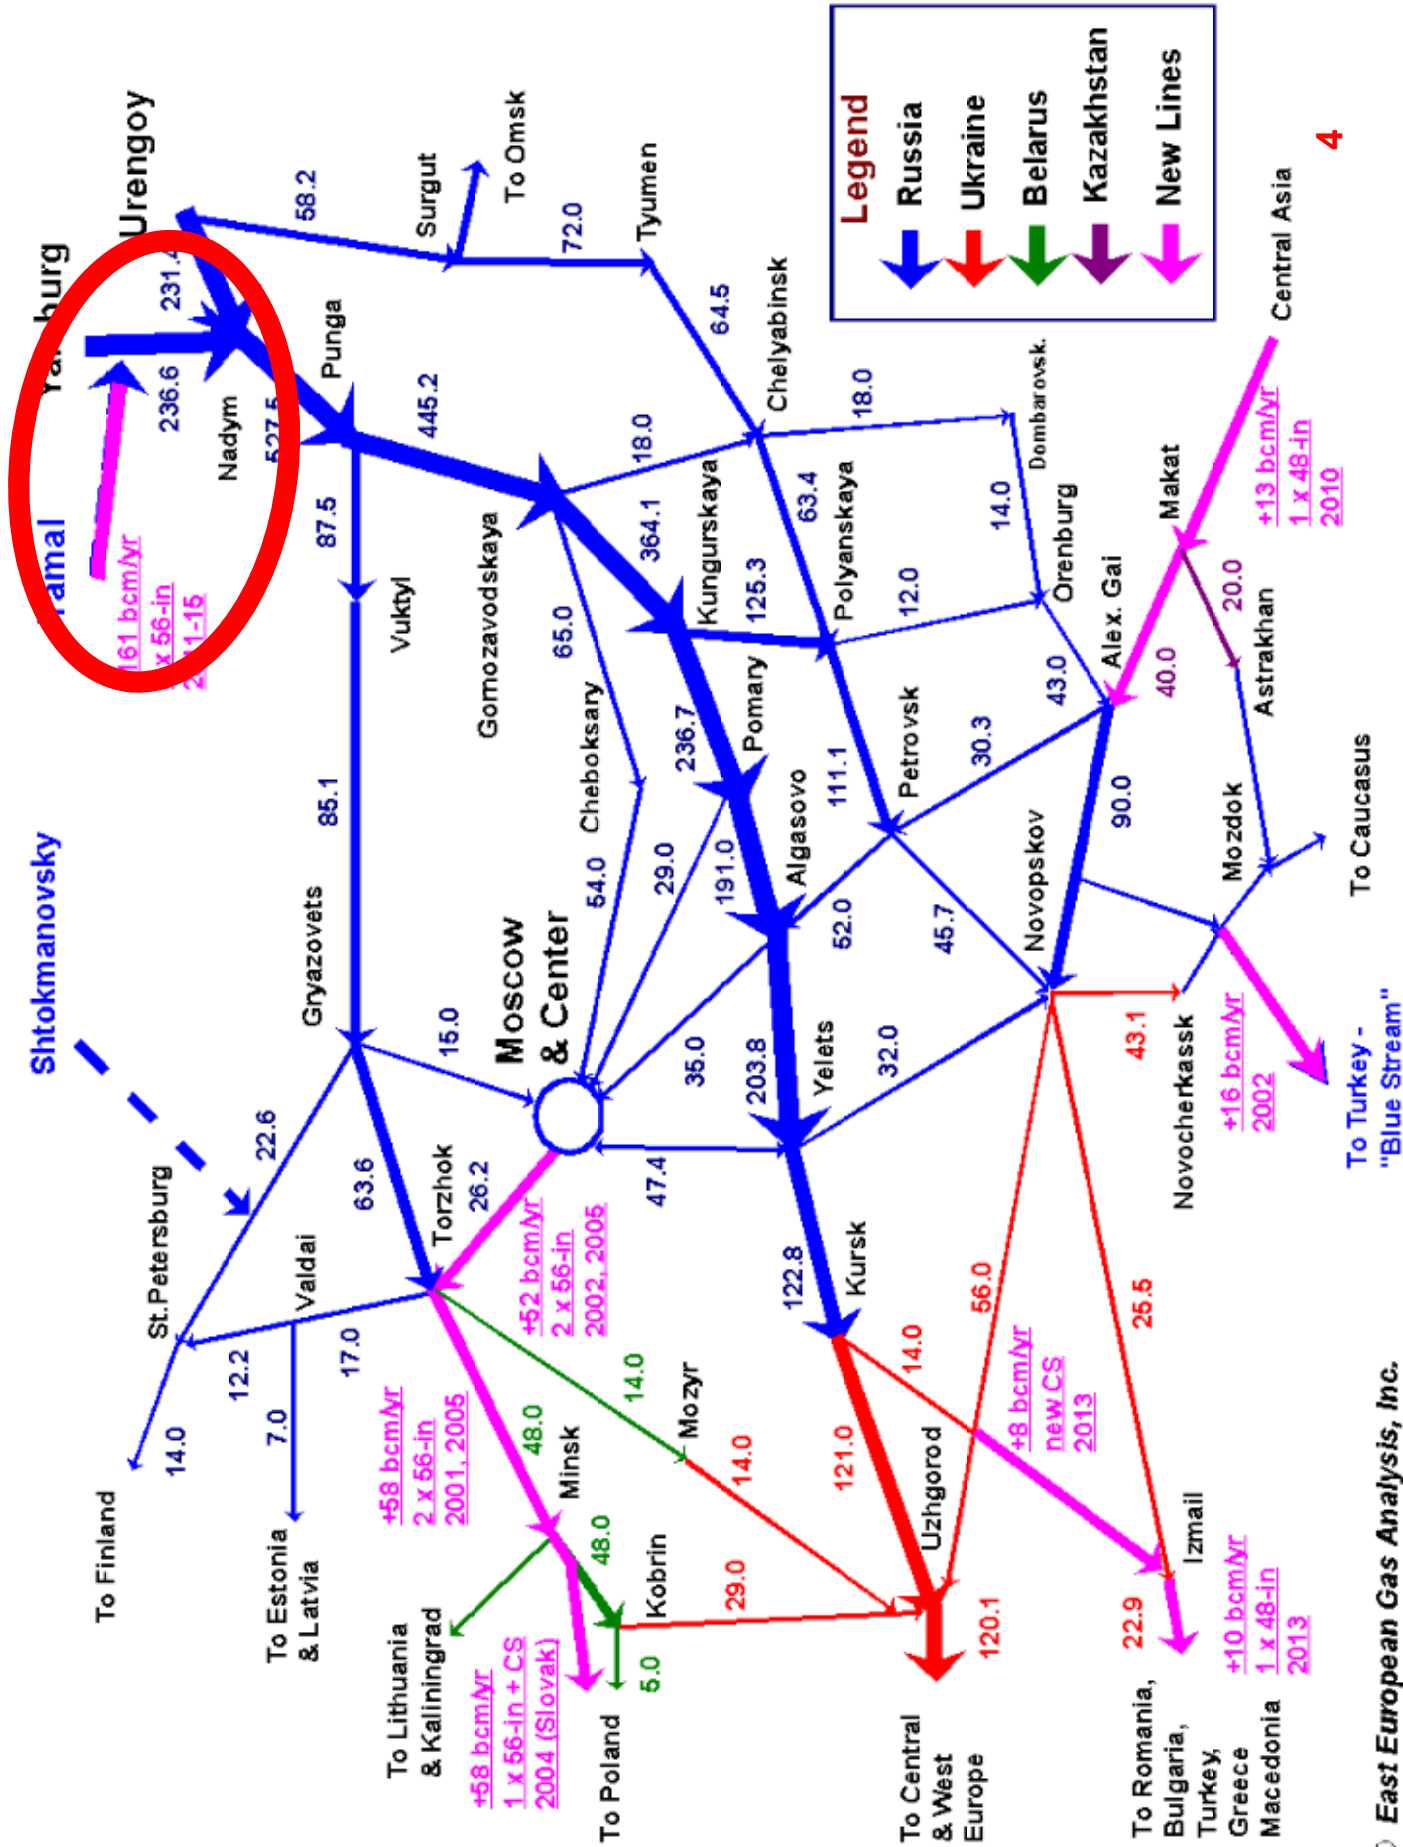 Shtokmanovsky
Urengoy
To Finland
14.0
St.Petersburg
12.2
22.6
161 bcm/yr
x 56-in
236.6
231.4
Nadym
527.5
58.2
To Estonia
& Latvia
7.0
Valdai
17.0
Gryazovets
85.1
87.5
Vuktyl
Punga
445.2
To Lithuania
& Kaliningrad
+58 bcm/yr
2 x 56-in
2001, 2005
63.6
Torzhok
26.2
15.0
Surgut
To Omsk
+58 bcm/yr
1 x 56-in + CS
2004 (Slovak)
48.0
Minsk
+52 bcm/yr
2 x 56-in
2002, 2005
Moscow
& Center
Gornozavodskaya
65.0
72.0
To Poland
5.0
48.0
Kobrin
14.0
Mozyr
47.4
54.0
Cheboksary
29.0
18.0
364.1
Tyumen
29.0
14.0
35.0
236.7
Kungurskaya
125.3
64.5
203.8
191.0
Pomary
Yelets
Algasovo
Chelyabinsk
122.8
Kursk
121.0
52.0
111.1
63.4
Polyanskaya
18.0
32.0
Petrovsk
12.0
To Central
& West
Europe
120.1
Uzhgorod
14.0
56.0
45.7
30.3
14.0
Dombarovsk.
+8 bcm/yr
new CS
2013
Novopskov
43.0
Orenburg
22.9
25.5
43.1
90.0
Alex. Gai
40.0
Makat
To Romania,
Bulgaria,
Turkey,
Greece
Macedonia
Izmail
+10 bcm/yr
1 x 48-in
2013
Novocherkassk
+16 bcm/yr
2002
Mozdok
Astrakhan
20.0
+13 bcm/yr
1 x 48-in
2010
Central Asia
To Turkey -
"Blue Stream"
To Caucasus
Legend
Russia
Ukraine
Belarus
Kazakhstan
New Lines
4
East European Gas Analysis, Inc.